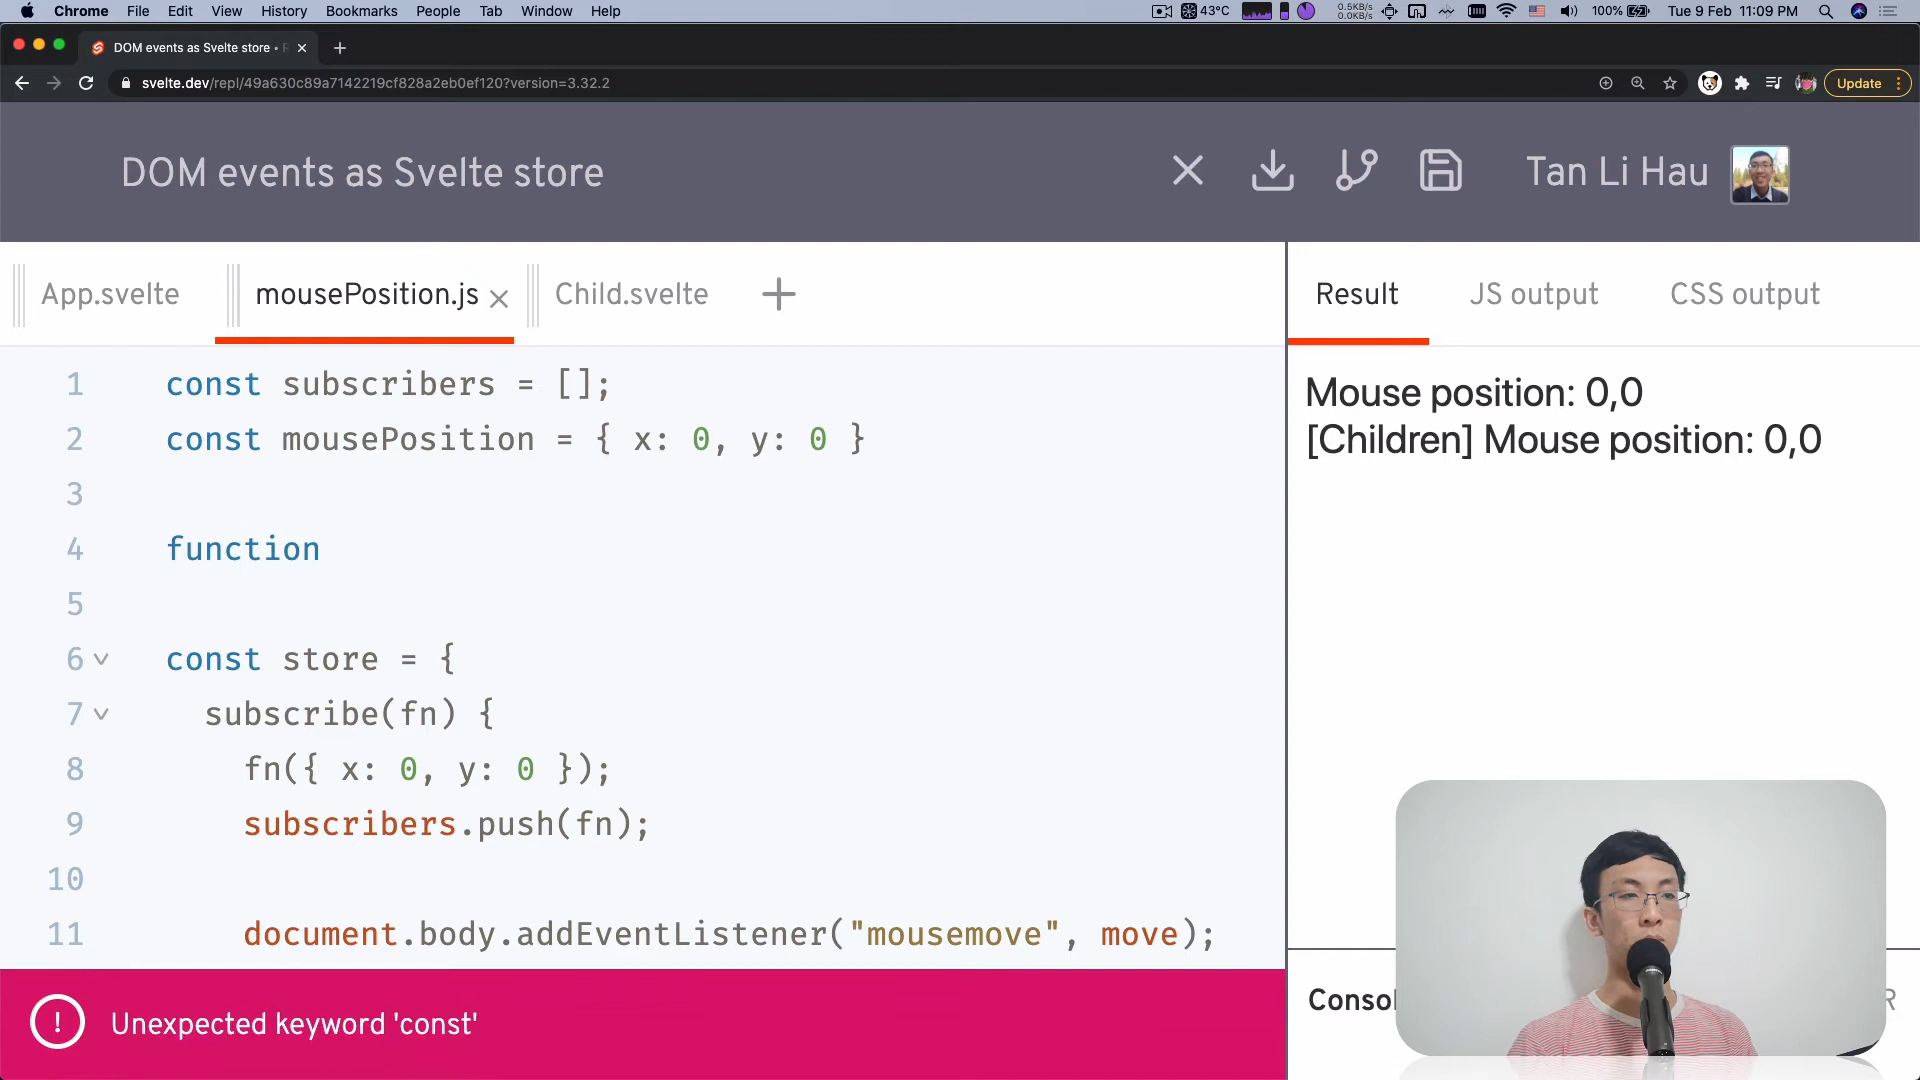 Chrome File Edit View History Bookmarks People Tab Window Help
43°C
0.5KB/s
0.0KB/s
100%
Tue 9 Feb 11:09 PM
DOM events as Svelte store • R
svelte.dev/repl/49a630c89a7142219cf828a2eb0ef120?version=3.32.2
Update
DOM events as Svelte store
Tan Li Hau
App.svelte
mousePosition.js
Child.svelte
Result
JS output
CSS output
1 const subscribers = [];
2 const mousePosition = { x: 0, y: 0 }
3
4 function
5
6 const store = {
7 subscribe(fn) {
8 fn({ x: 0, y: 0 });
9 subscribers.push(fn);
10
11 document.body.addEventListener("mousemove", move);
Unexpected keyword 'const'
Mouse position: 0,0
[Children] Mouse position: 0,0
Consol
R